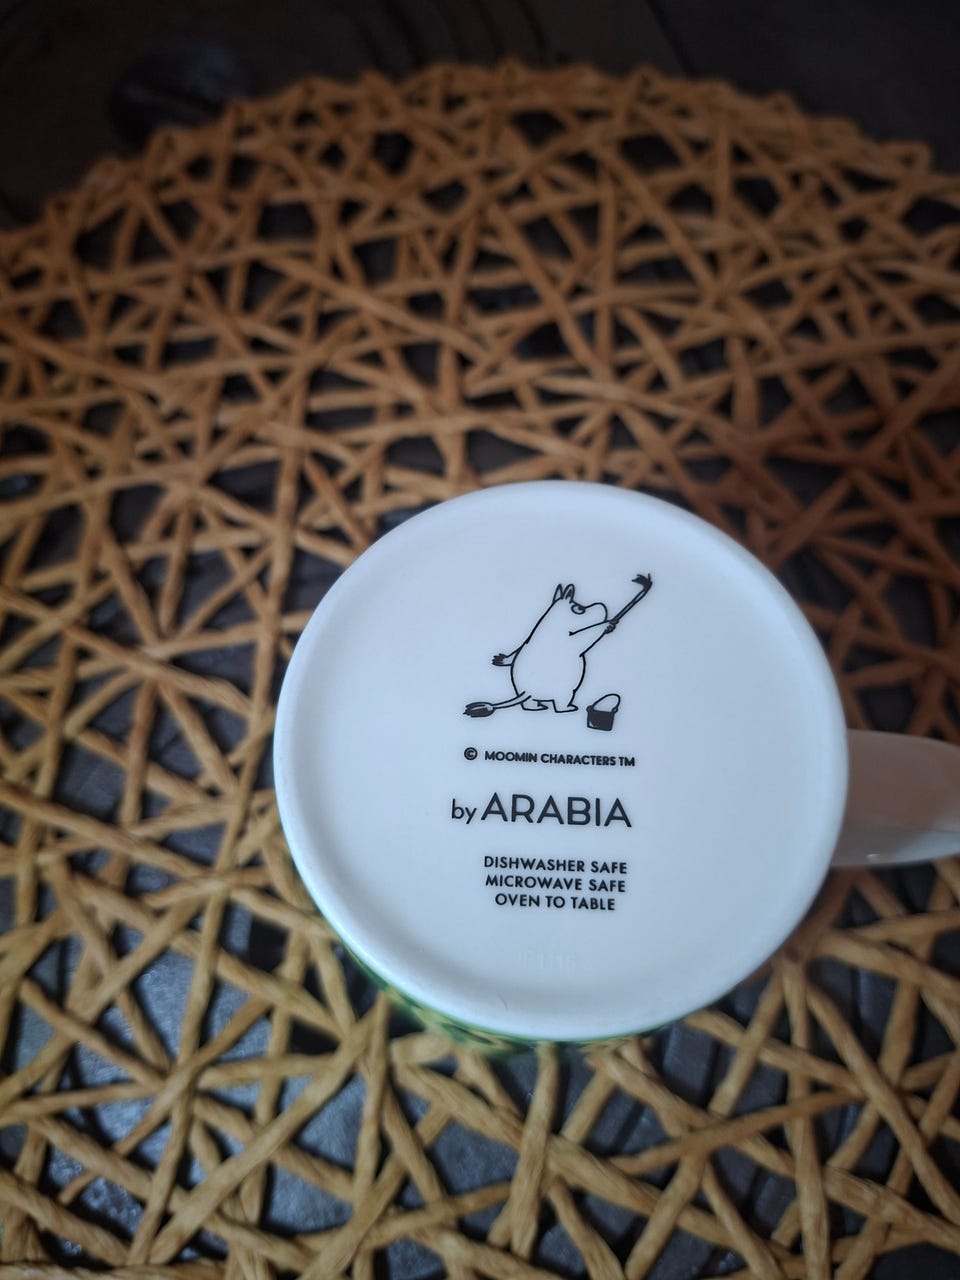 © MOOMIN CHARACTERS TM
by ARABIA
DISHWASHER SAFE
MICROWAVE SAFE
OVEN TO TABLE